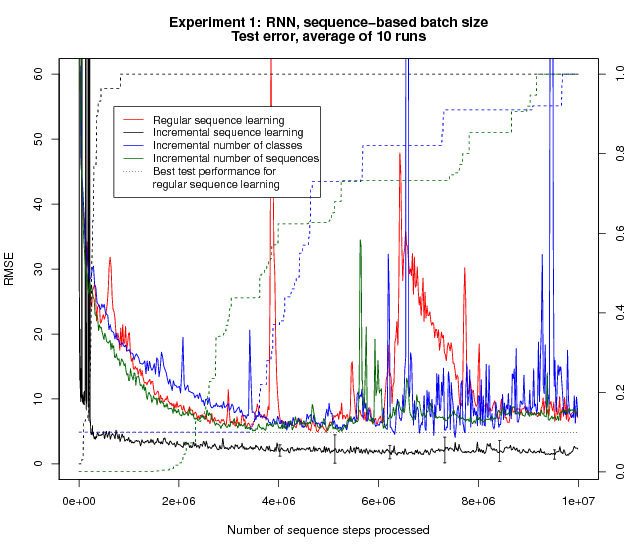 Experiment 1: RNN, sequence−based batch size
Test error, average of 10 runs
60
50
40
30
20
10
0
RMSE
Regular sequence learning
Incremental sequence learning
Incremental number of classes
Incremental number of sequences
Best test performance for
regular sequence learning
1.0
0.8
0.6
0.4
0.2
0.0
0e+00 2e+06 4e+06 6e+06 8e+06 1e+07
Number of sequence steps processed